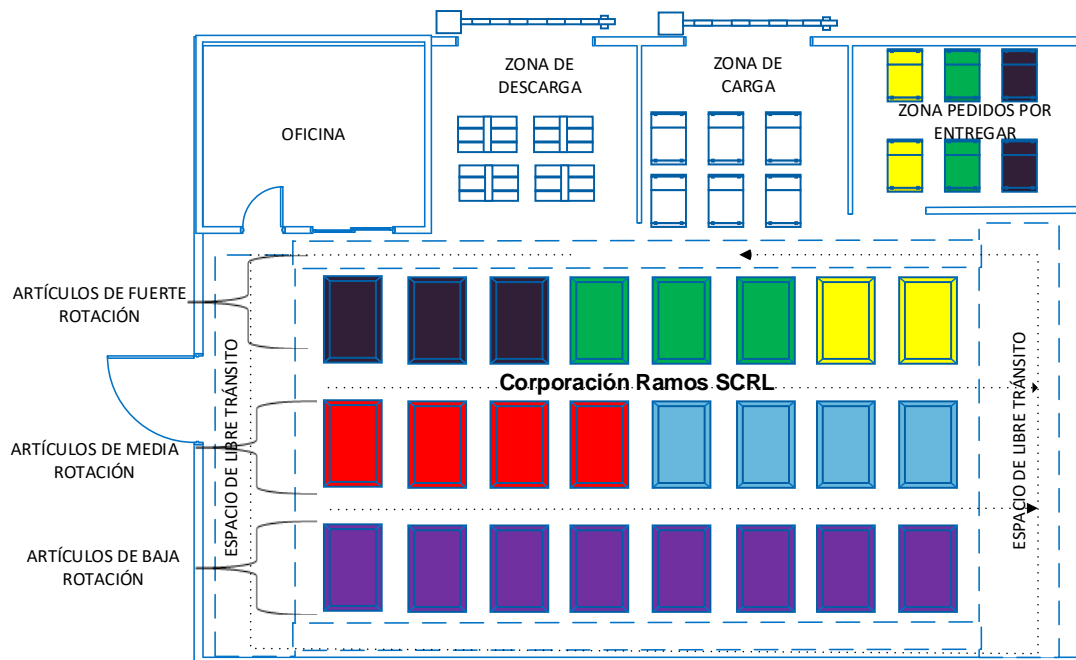 ZONA DE
DESCARGA
ZONA DE
CARGA
ZONA PEDIDOS POR
ENTREGAR
OFICINA
ARTÍCULOS DE FUERTE
ROTACIÓN
ESPACIO DE LIBRE TRÁNSITO
Corporación Ramos SCRL
ESPACIO DE LIBRE TRÁNSITO
ARTÍCULOS DE MEDIA
ROTACIÓN
ARTÍCULOS DE BAJA
ROTACIÓN